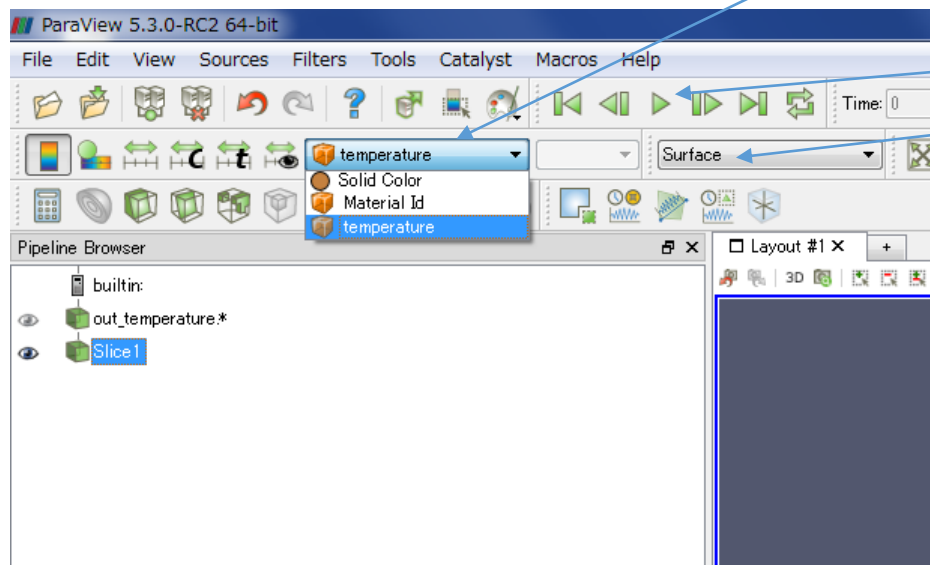 ParaView 5.3.0-RC2 64-bit
File Edit View Sources Filters Tools Catalyst Macros Help
Time: 0
temperature Surface
Solid Color
Material Id
temperature
Pipeline Browser Layout #1 +
builtin: 3D
out_temperature.*
Slice1